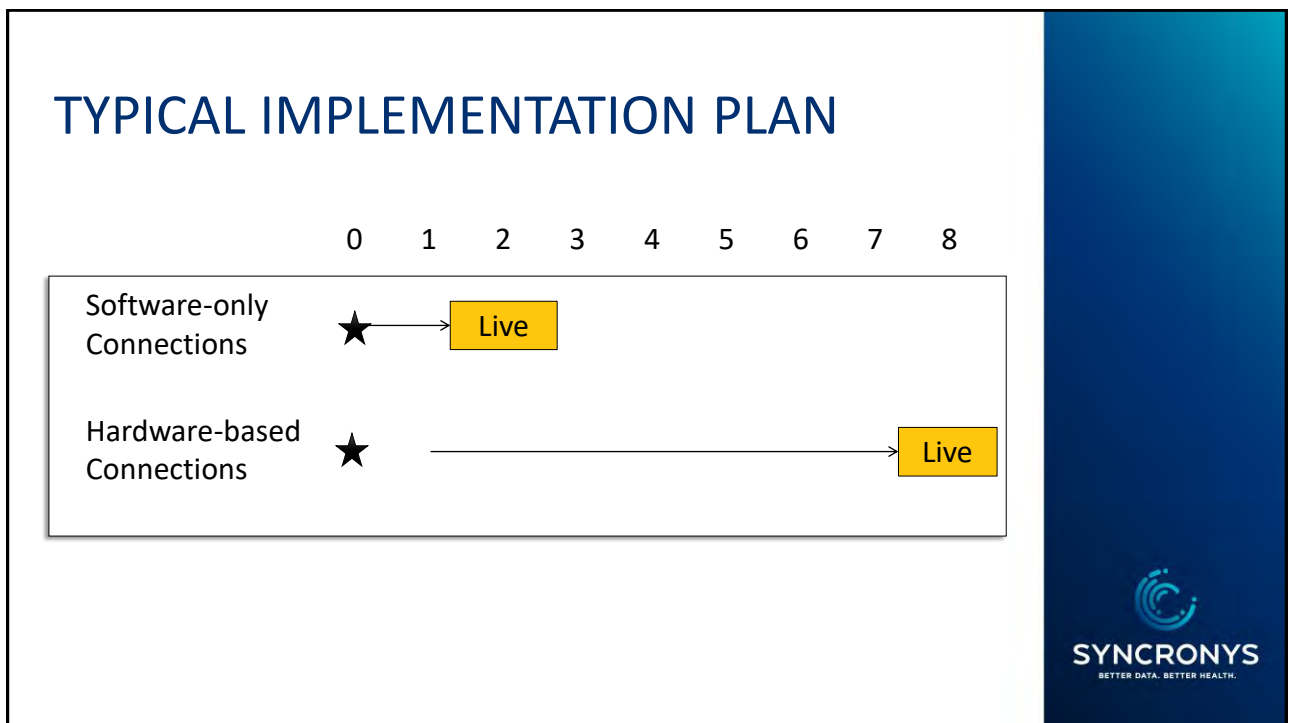 TYPICAL IMPLEMENTATION PLAN
0 1 2 3 4 5 6 7 8
Software-only
Connections
Live
Hardware-based
Connections
Live
SYNCRONYS
BETTER DATA. BETTER HEALTH.